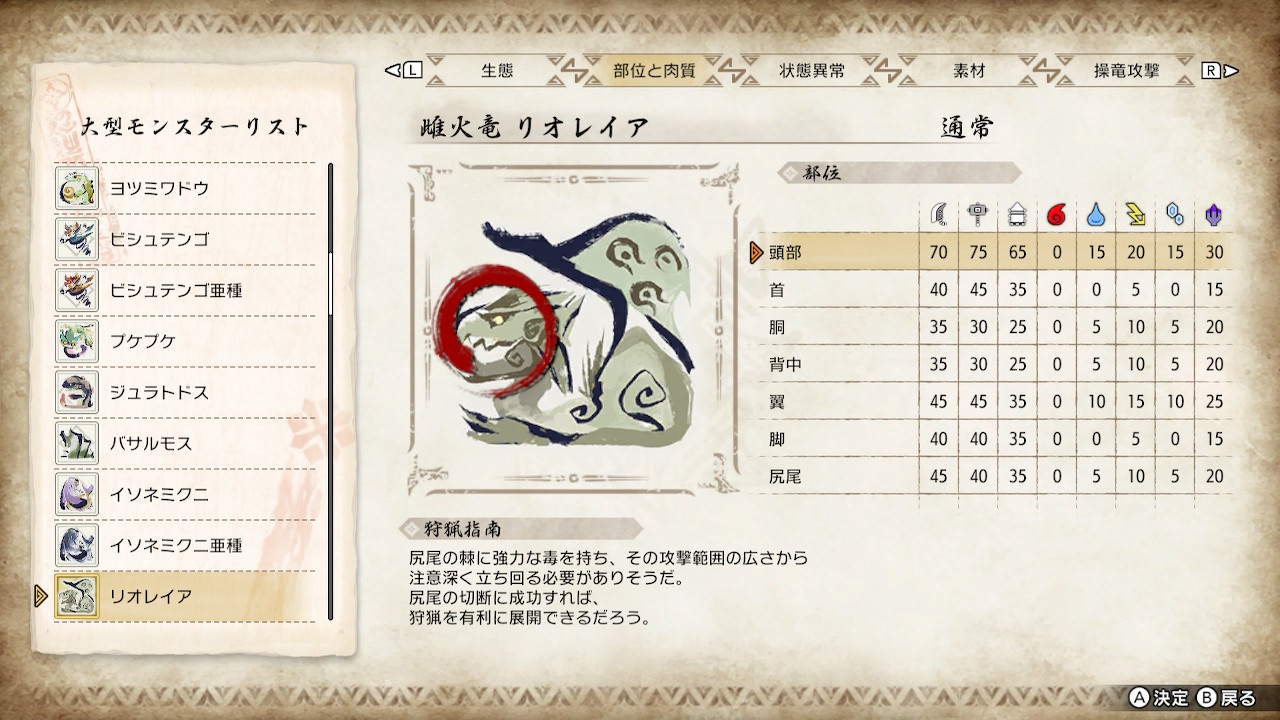 L 生態 部位と肉質 状態異常 素材 操竜攻撃 R
大型モンスターリスト
ヨツミワドウ
ビシュテンゴ
ビシュテンゴ亜種
プケプケ
ジュラトドス
バサルモス
イソネミクニ
イソネミクニ亜種
リオレイア
雌火竜 リオレイア 通常
部位
頭部 70 75 65 0 15 20 15 30
首 40 45 35 0 0 5 0 15
胴 35 30 25 0 5 10 5 20
背中 35 30 25 0 5 10 5 20
翼 45 45 35 0 10 15 10 25
脚 40 40 35 0 0 5 0 15
尻尾 45 40 35 0 5 10 5 20
狩猟指南
尻尾の棘に強力な毒を持ち、その攻撃範囲の広さから
注意深く立ち回る必要がありそうだ。
尻尾の切断に成功すれば、
狩猟を有利に展開できるだろう。
A 決定 B 戻る